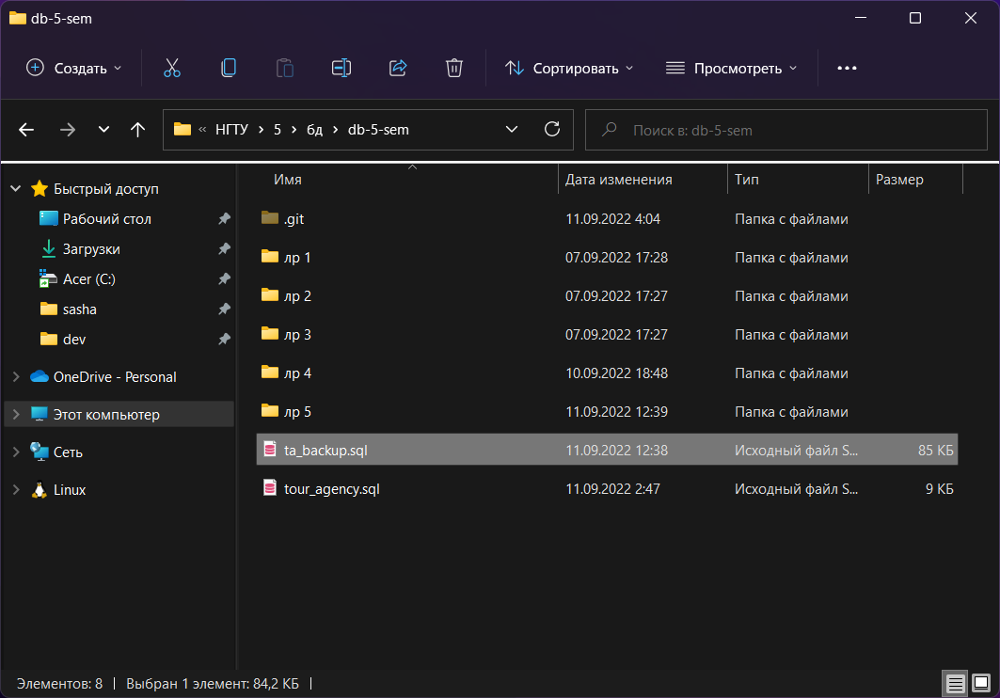 db-5-sem
Создать
Сортировать
Просмотреть
« НГТУ › 5 › бд › db-5-sem
Поиск в: db-5-sem
Быстрый доступ
Рабочий стол
Загрузки
Acer (C:)
sasha
dev
OneDrive - Personal
Этот компьютер
Сеть
Linux
Имя Дата изменения Тип Размер
.git 11.09.2022 4:04 Папка с файлами
лр 1 07.09.2022 17:28 Папка с файлами
лр 2 07.09.2022 17:27 Папка с файлами
лр 3 07.09.2022 17:27 Папка с файлами
лр 4 10.09.2022 18:48 Папка с файлами
лр 5 11.09.2022 12:39 Папка с файлами
ta_backup.sql 11.09.2022 12:38 Исходный файл S... 85 КБ
tour_agency.sql 11.09.2022 2:47 Исходный файл S... 9 КБ
Элементов: 8 | Выбран 1 элемент: 84,2 КБ |